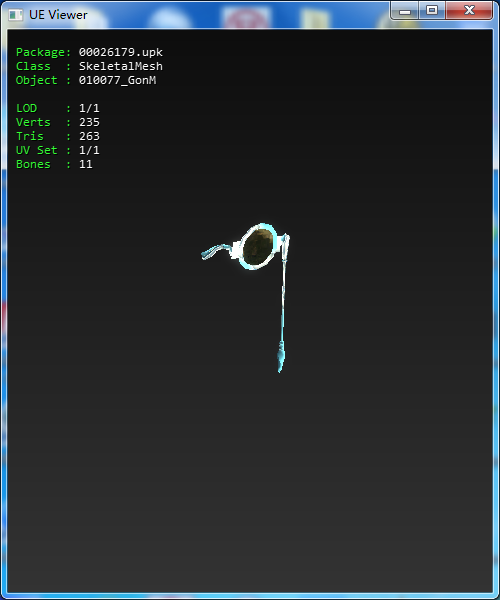 UE Viewer
Package: 00026179.upk
Class : SkeletalMesh
Object : 010077_GonM
LOD : 1/1
Verts : 235
Tris : 263
UV Set : 1/1
Bones : 11